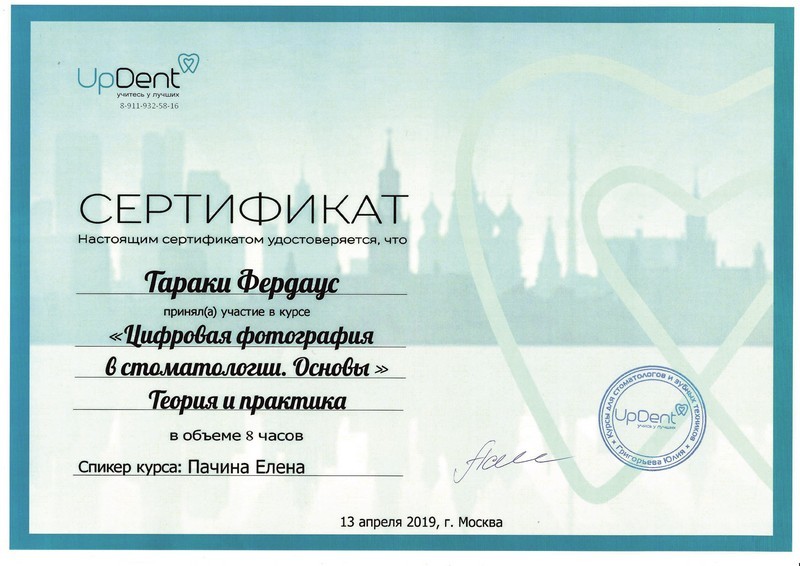 UpDent
учитесь у лучших
8-911-932-58-16
СЕРТИФИКАТ
Настоящим сертификатом удостоверяется, что
Тараки Фердаус
принял(а) участие в курсе
«Цифровая фотография
в стоматологии. Основы»
Теория и практика
в объеме 8 часов
Спикер курса: Пачина Елена
Курсы для стоматологов и зубных техников
UpDent
учитесь у лучших
* Григорьева Юлия *
13 апреля 2019, г. Москва